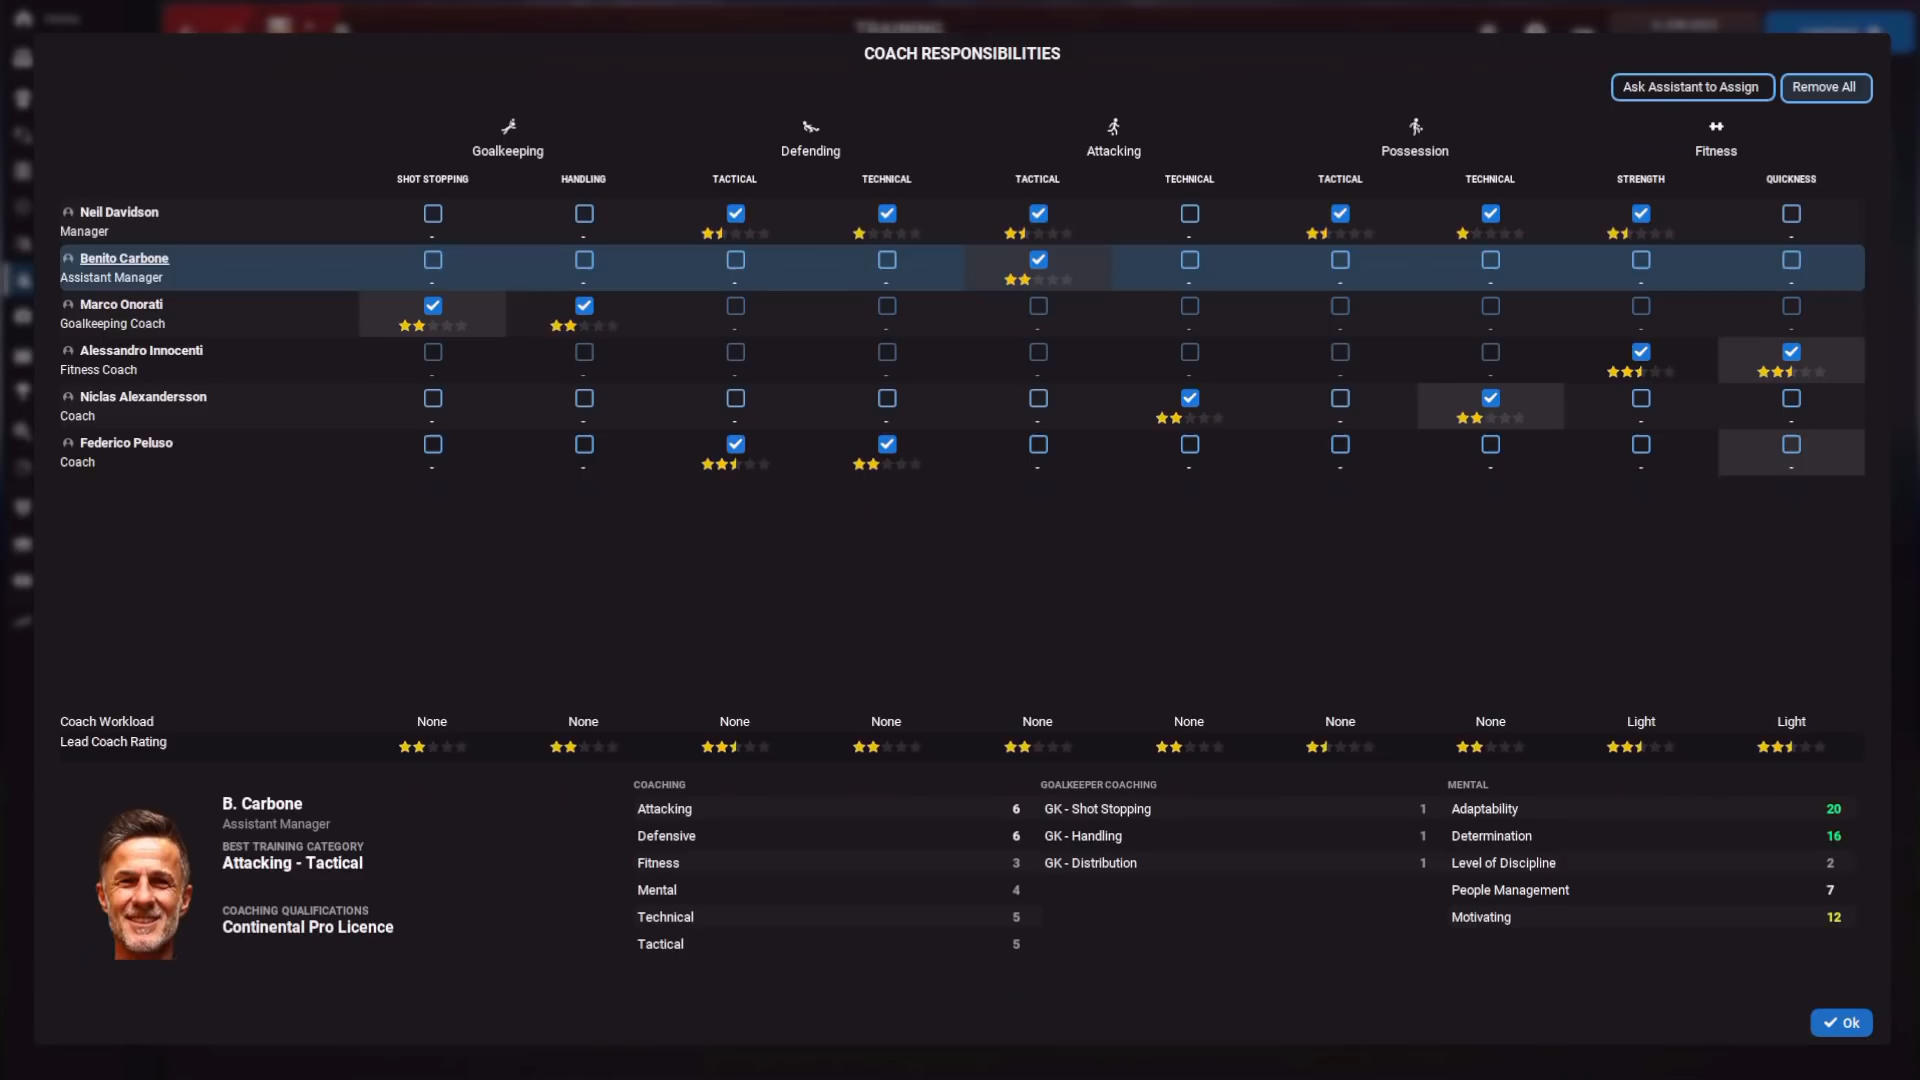 TRAINING
COACH RESPONSIBILITIES
Ask Assistant to Assign
Remove All
Goalkeeping
Defending
Attacking
Possession
Fitness
SHOT STOPPING
HANDLING
TACTICAL
TECHNICAL
TACTICAL
TECHNICAL
TACTICAL
TECHNICAL
STRENGTH
QUICKNESS
Neil Davidson
Manager
Benito Carbone
Assistant Manager
Marco Onorati
Goalkeeping Coach
Alessandro Innocenti
Fitness Coach
Niclas Alexandersson
Coach
Federico Peluso
Coach
Coach Workload
None None None None None None None None Light Light
Lead Coach Rating
B. Carbone
Assistant Manager
BEST TRAINING CATEGORY
Attacking - Tactical
COACHING QUALIFICATIONS
Continental Pro Licence
COACHING
Attacking 6
Defensive 6
Fitness 3
Mental 4
Technical 5
Tactical 5
GOALKEEPER COACHING
GK - Shot Stopping 1
GK - Handling 1
GK - Distribution 1
MENTAL
Adaptability 20
Determination 16
Level of Discipline 2
People Management 7
Motivating 12
Ok